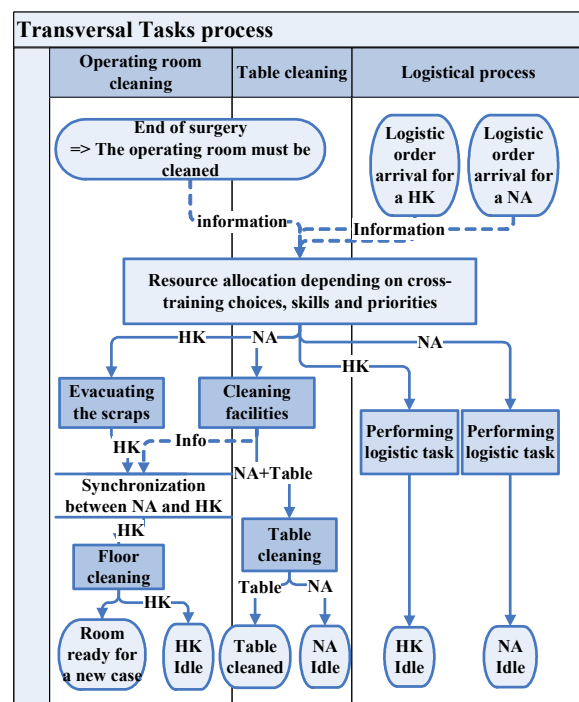 Transversal Tasks process
Operating room
cleaning
Table cleaning
Logistical process
End of surgery
=> The operating room must be
cleaned
Logistic
order
arrival for
a HK
Logistic
order
arrival for
a NA
information
Information
Resource allocation depending on cross-
training choices, skills and priorities
HK
NA
HK
NA
Evacuating
the scraps
Cleaning
facilities
Performing
logistic task
Performing
logistic task
HK
Info
NA+Table
Synchronization
between NA and HK
HK
Floor
cleaning
Table
cleaning
HK
Table
NA
Room
ready for
a new case
HK
Idle
Table
cleaned
NA
Idle
HK
Idle
NA
Idle